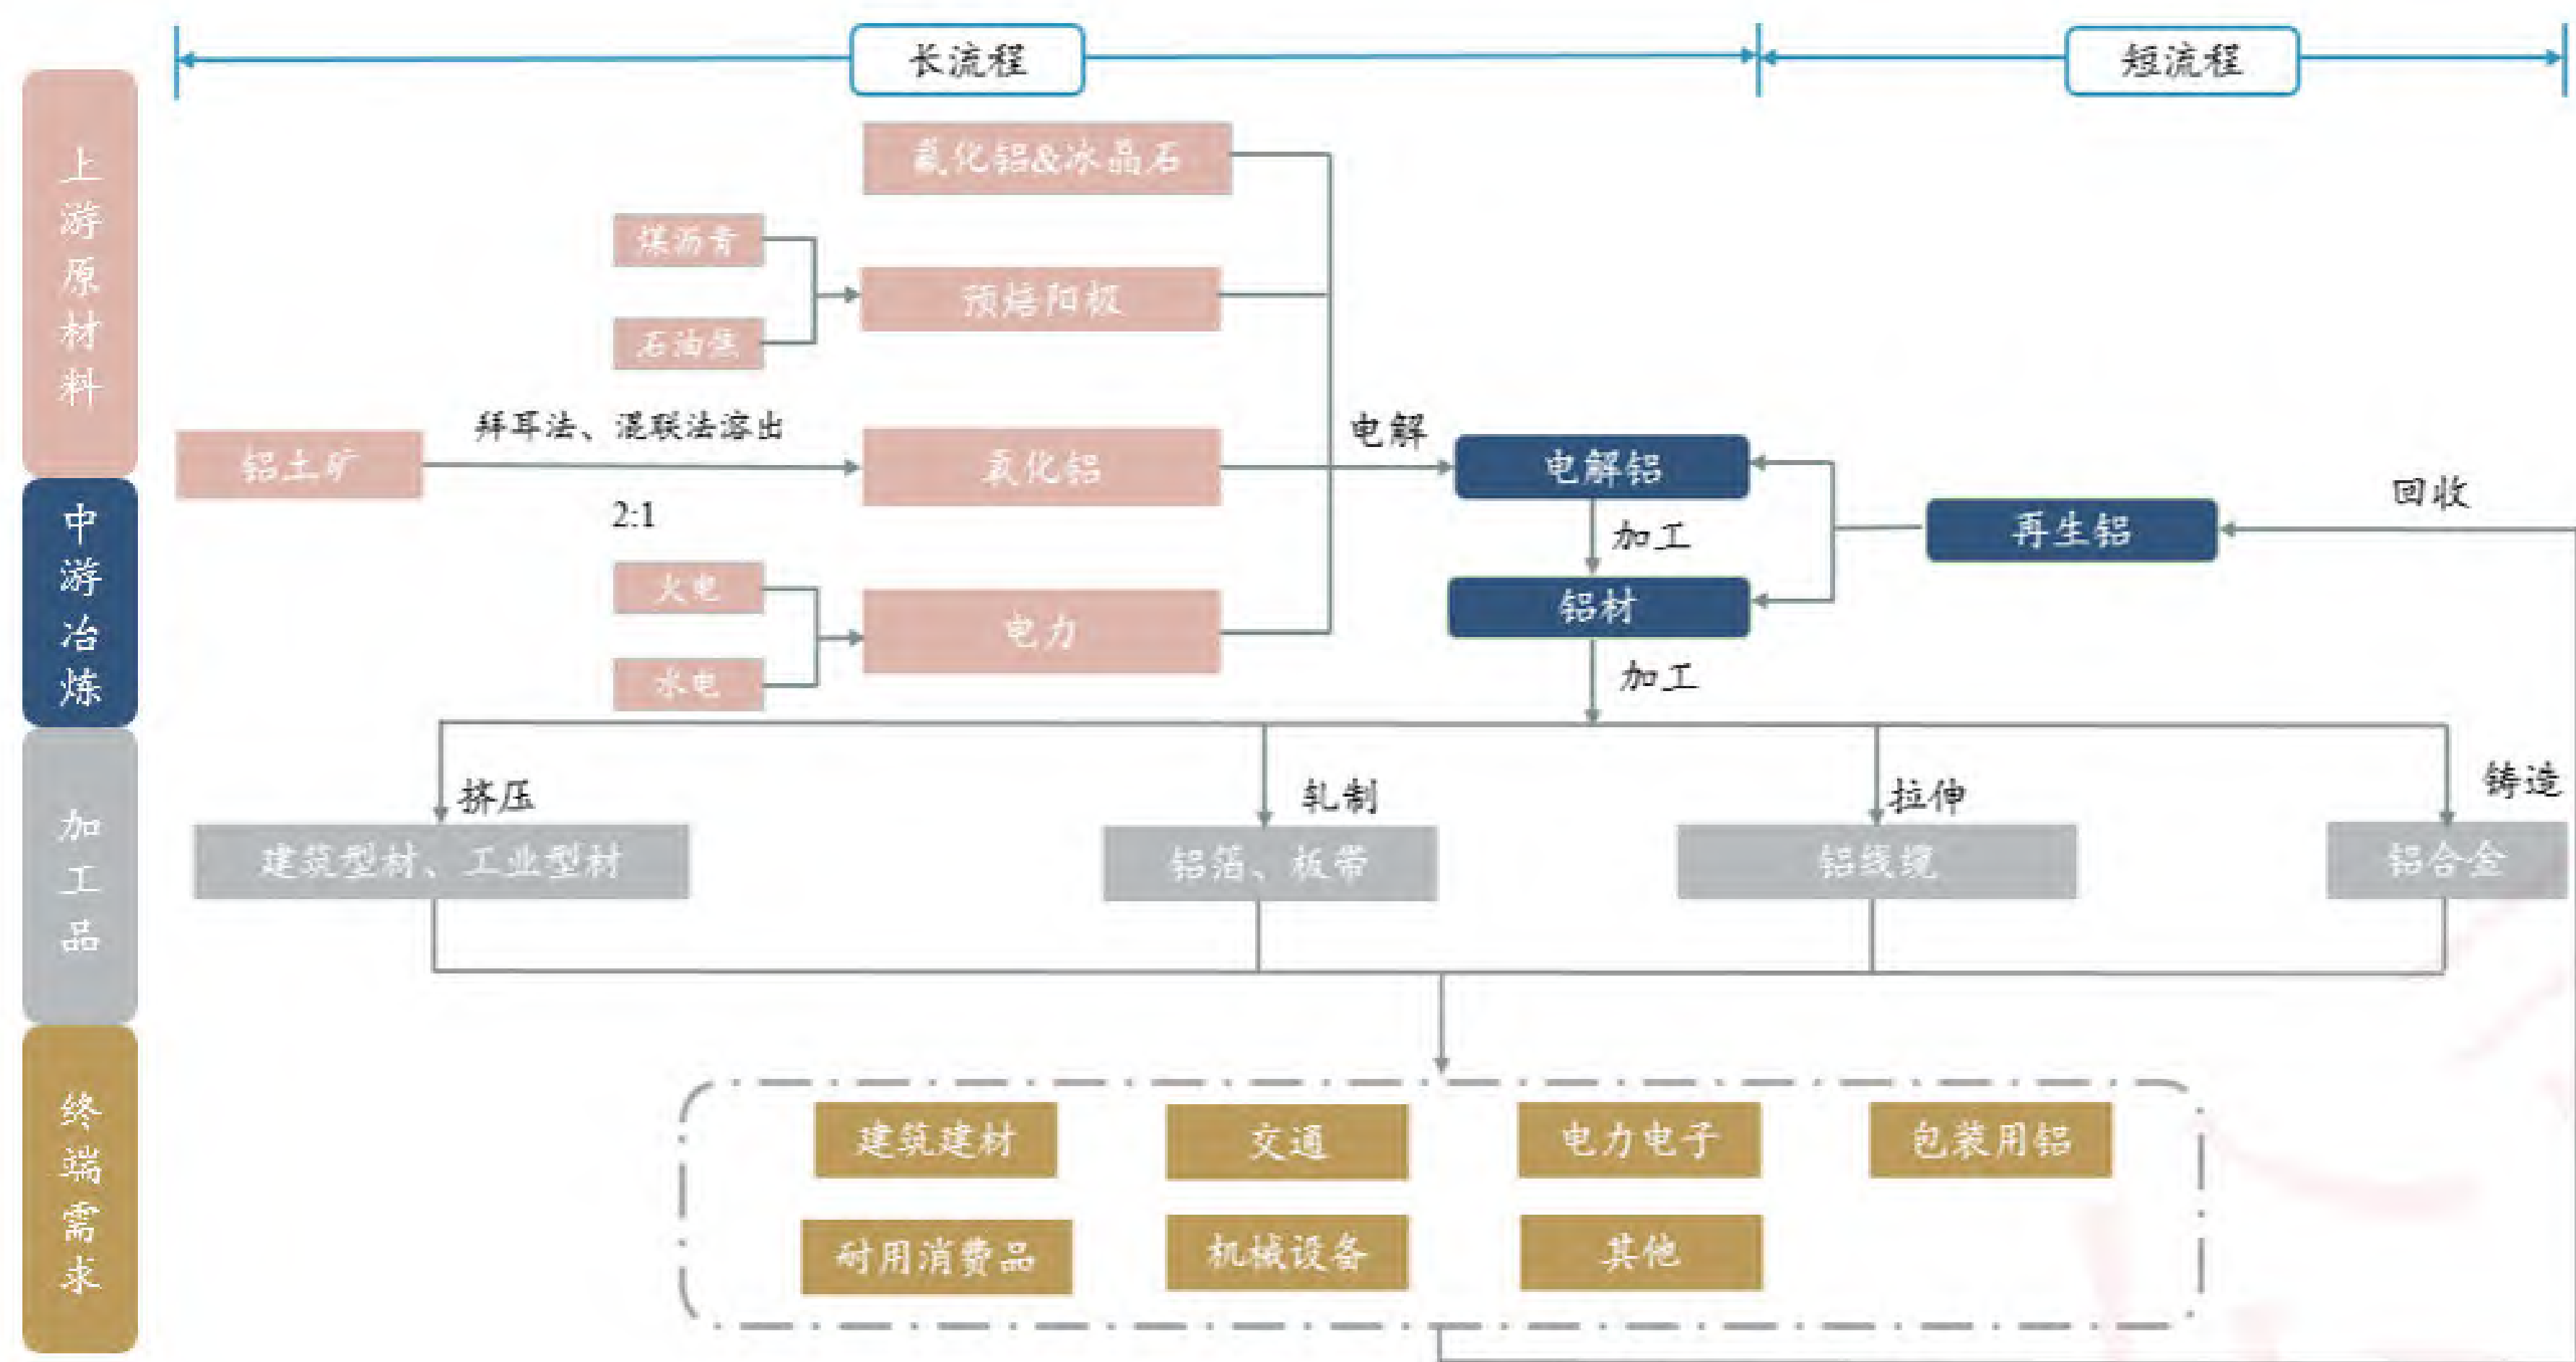 长流程
短流程
上游原材料
氟化铝&冰晶石
煤沥青
预焙阳极
石油焦
拜耳法、混联法溶出
铝土矿
氧化铝
电解
电解铝
2:1
加工
再生铝
回收
中游冶炼
火电
铝材
电力
水电
加工
加工品
挤压
轧制
拉伸
铸造
建筑型材、工业型材
铝箔、板带
铝线缆
铝合金
终端需求
建筑建材
交通
电力电子
包装用铝
耐用消费品
机械设备
其他